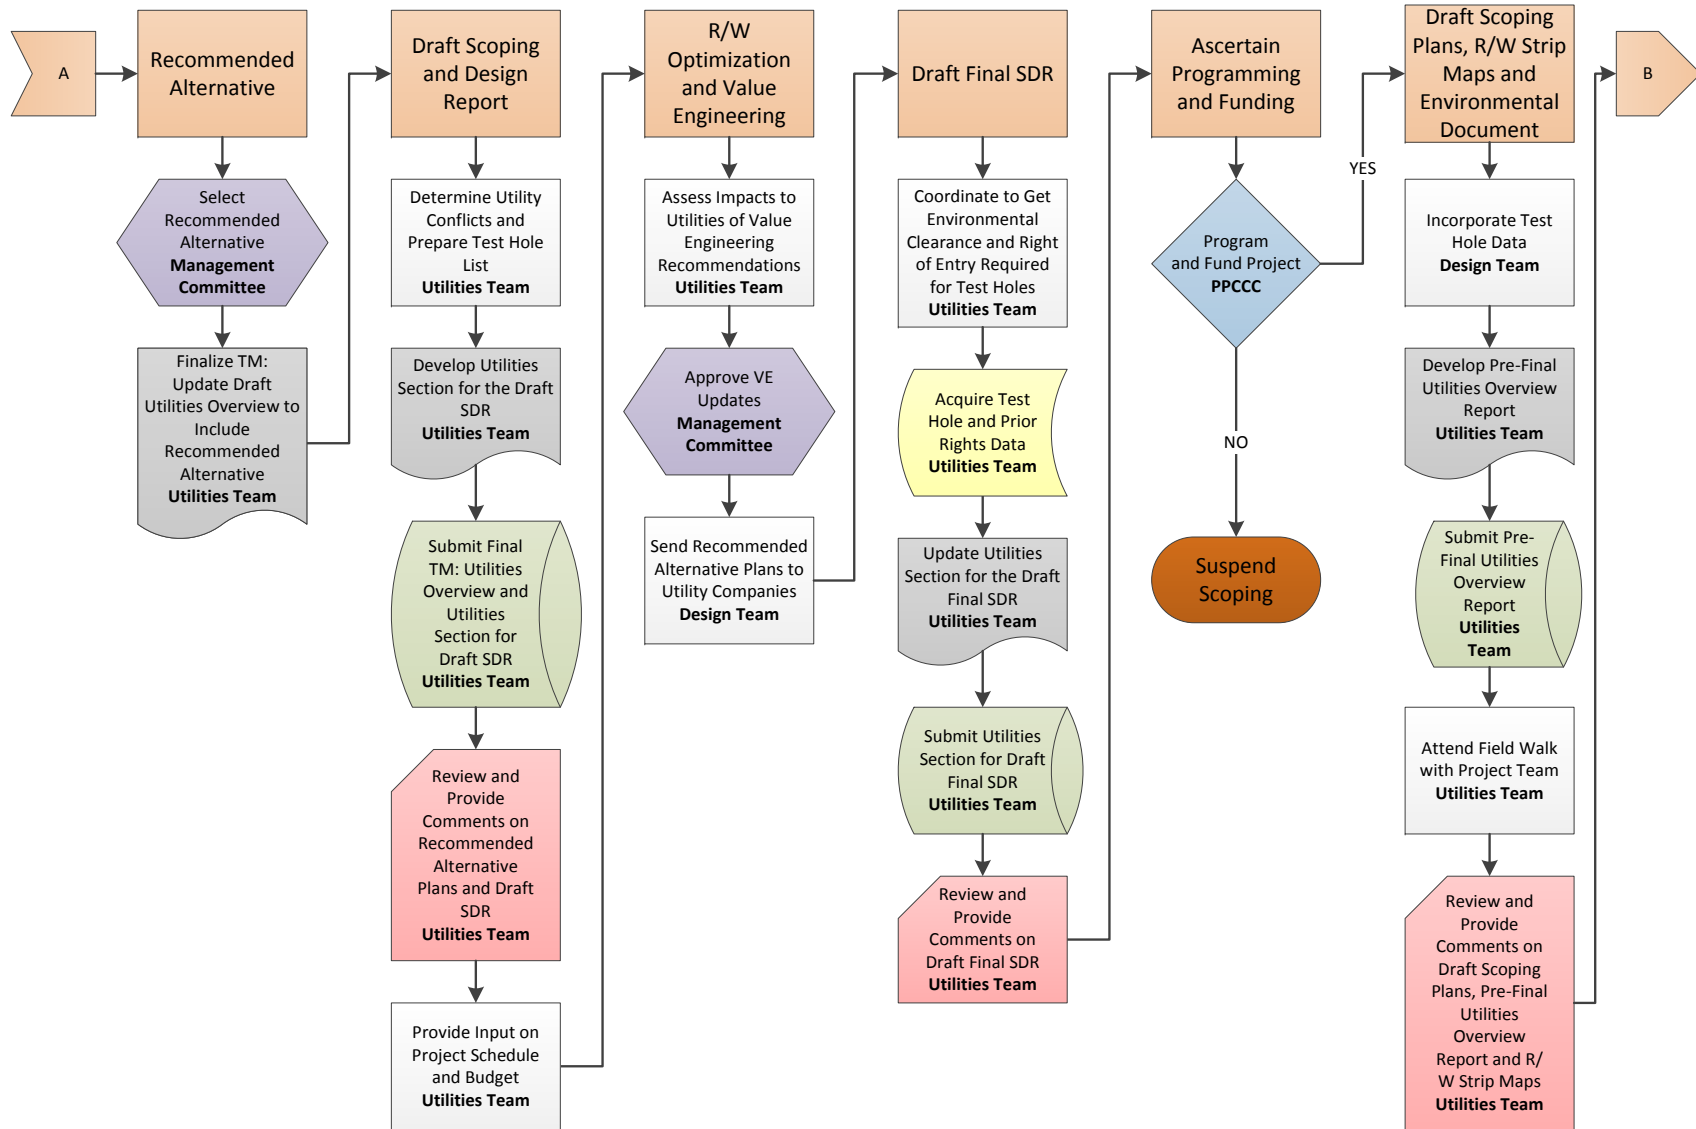 A
Recommended
Alternative
Select
Recommended
Alternative
Management
Committee
Finalize TM:
Update Draft
Utilities Overview to
Include
Recommended
Alternative
Utilities Team
Draft Scoping
and Design
Report
Determine Utility
Conflicts and
Prepare Test Hole
List
Utilities Team
Develop Utilities
Section for the Draft
SDR
Utilities Team
Submit Final
TM: Utilities
Overview and
Utilities
Section for
Draft SDR
Utilities Team
Review and
Provide
Comments on
Recommended
Alternative
Plans and Draft
SDR
Utilities Team
Provide Input on
Project Schedule
and Budget
Utilities Team
R/W
Optimization
and Value
Engineering
Assess Impacts to
Utilities of Value
Engineering
Recommendations
Utilities Team
Approve VE
Updates
Management
Committee
Send Recommended
Alternative Plans to
Utility Companies
Design Team
Draft Final SDR
Coordinate to Get
Environmental
Clearance and Right
of Entry Required
for Test Holes
Utilities Team
Acquire Test
Hole and Prior
Rights Data
Utilities Team
Update Utilities
Section for the Draft
Final SDR
Utilities Team
Submit Utilities
Section for Draft
Final SDR
Utilities Team
Review and
Provide
Comments on
Draft Final SDR
Utilities Team
Ascertain
Programming
and Funding
Program
and Fund Project
PPCCC
YES
NO
Suspend
Scoping
Draft Scoping
Plans, R/W Strip
Maps and
Environmental
Document
Incorporate Test
Hole Data
Design Team
Develop Pre-Final
Utilities Overview
Report
Utilities Team
Submit Pre-
Final Utilities
Overview
Report
Utilities
Team
Attend Field Walk
with Project Team
Utilities Team
Review and
Provide
Comments on
Draft Scoping
Plans, Pre-Final
Utilities
Overview
Report and R/
W Strip Maps
Utilities Team
B